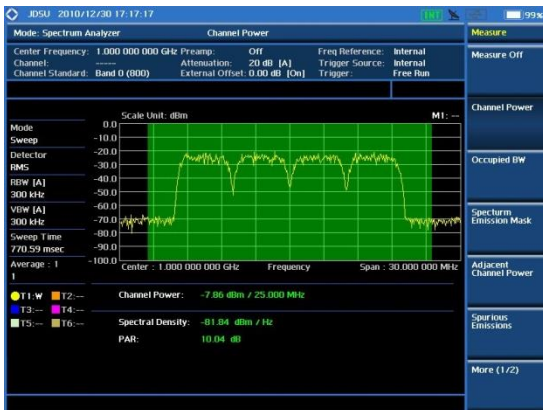 JDSU 2010/12/30 17:17:17
INT
99%
Mode: Spectrum Analyzer Channel Power
Center Frequency: 1.000 000 000 GHz Preamp: Off Freq Reference: Internal
Channel: ----- Attenuation: 20 dB [A] Trigger Source: Internal
Channel Standard: Band 0 (800) External Offset: 0.00 dB [On] Trigger: Free Run
Scale Unit: dBm M1: --
0.0
-10.0
-20.0
-30.0
-40.0
-50.0
-60.0
-70.0
-80.0
-90.0
-100.0
Mode
Sweep
Detector
RMS
RBW [A]
300 kHz
VBW [A]
300 kHz
Sweep Time
770.59 msec
Average : 1
1
Center : 1.000 000 000 GHz Frequency Span : 30.000 000 MHz
T1:W T2:--
T3:-- T4:--
T5:-- T6:--
Channel Power: -7.86 dBm / 25.000 MHz
Spectral Density: -81.84 dBm / Hz
PAR: 10.04 dB
Measure
Measure Off
Channel Power
Occupied BW
Specturm
Emission Mask
Adjacent
Channel Power
Spurious
Emissions
More (1/2)